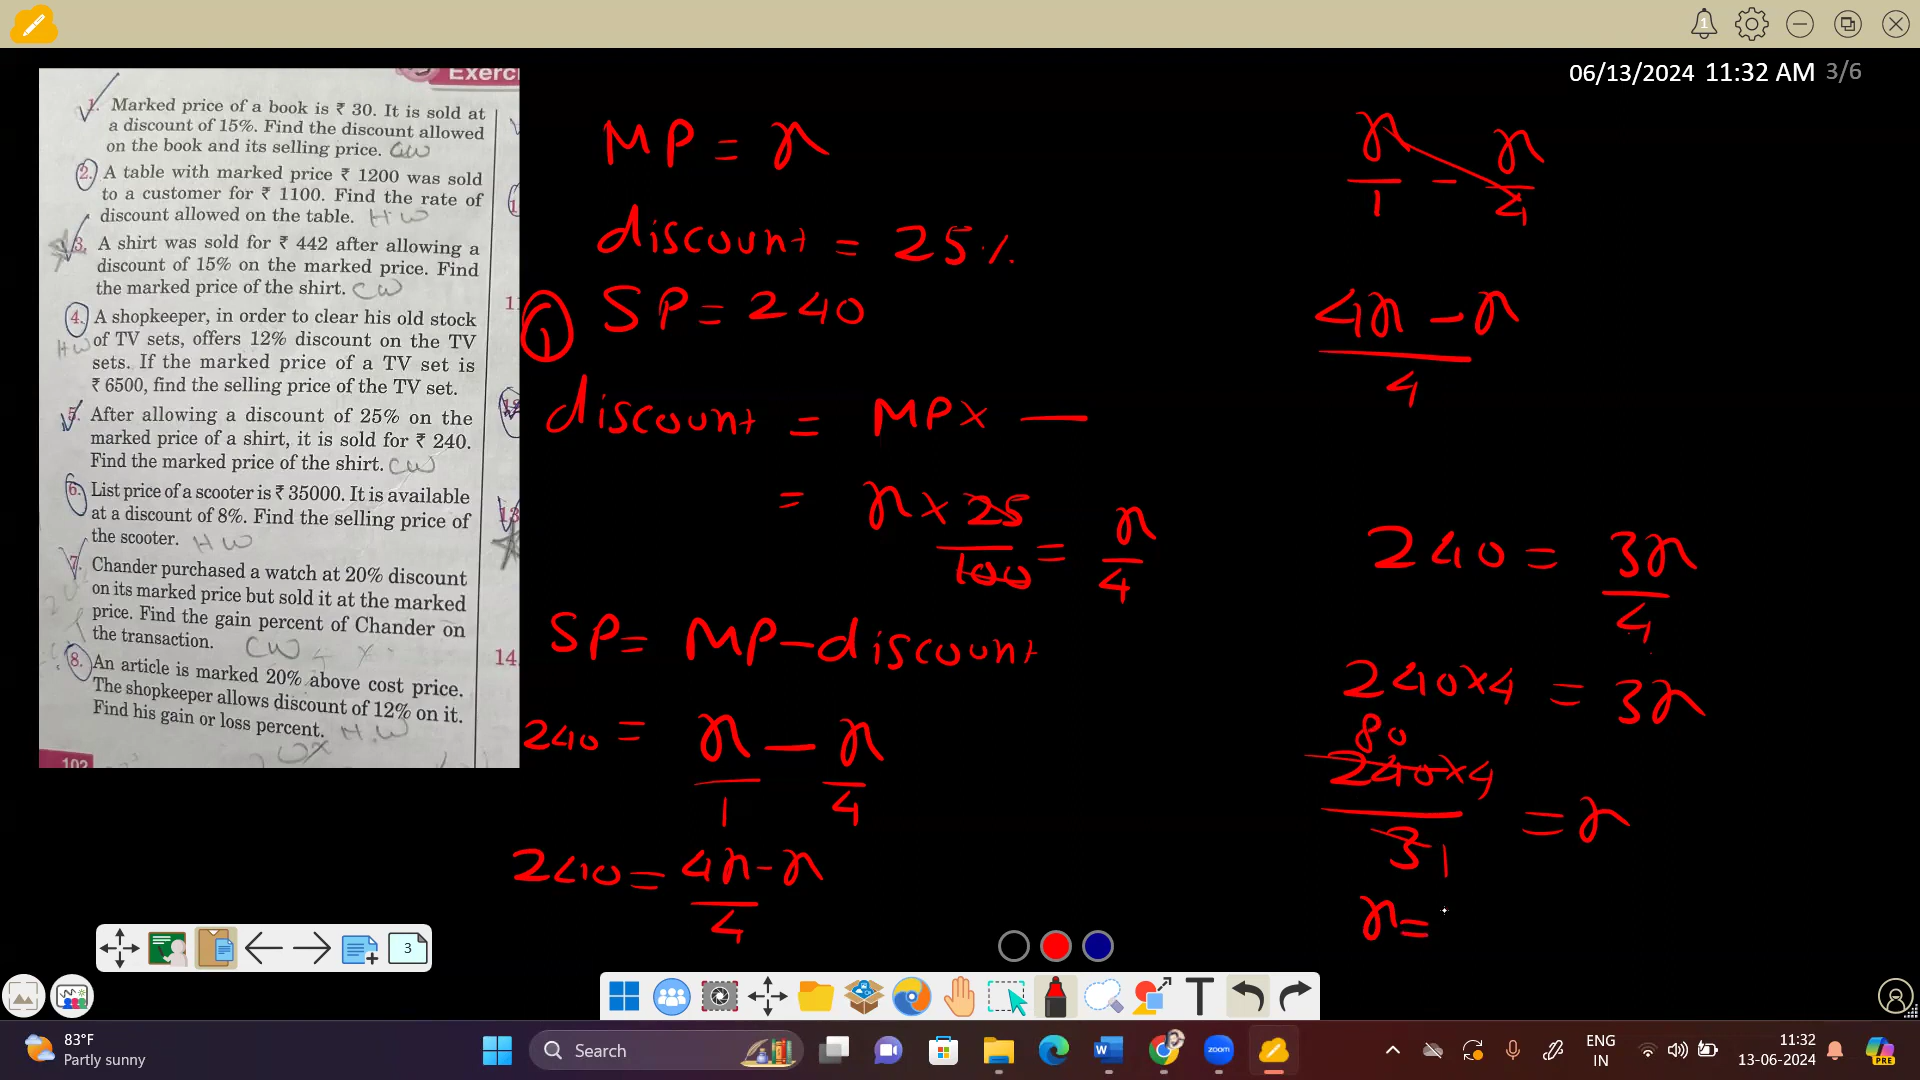 06/13/2024 11:32 AM 3/6
Exerci
1. Marked price of a book is ₹ 30. It is sold at
a discount of 15%. Find the discount allowed
on the book and its selling price. CW
2. A table with marked price ₹ 1200 was sold
to a customer for ₹ 1100. Find the rate of
discount allowed on the table. HW
3. A shirt was sold for ₹ 442 after allowing a
discount of 15% on the marked price. Find
the marked price of the shirt. CW
4. A shopkeeper, in order to clear his old stock
HW of TV sets, offers 12% discount on the TV
sets. If the marked price of a TV set is
₹ 6500, find the selling price of the TV set.
5. After allowing a discount of 25% on the
marked price of a shirt, it is sold for ₹ 240.
Find the marked price of the shirt. CW
6. List price of a scooter is ₹ 35000. It is available
at a discount of 8%. Find the selling price of
the scooter. HW
7. Chander purchased a watch at 20% discount
on its marked price but sold it at the marked
price. Find the gain percent of Chander on
the transaction. CW
8. An article is marked 20% above cost price.
The shopkeeper allows discount of 12% on it.
Find his gain or loss percent. H.W
102
11
13
14.
MP = x
discount = 25%
1 SP = 240
discount = MP x —
= x × 25/100 = x/4
SP = MP - discount
240 = x/1 - x/4
240 = 4x - x/4
x/1 - x/4
4x - x/4
240 = 3x/4
240×4 = 3x
80
240×4/3 1 = x
x =
3
83°F
Partly sunny
Search
zoom
ENG
IN
11:32
13-06-2024
PRE